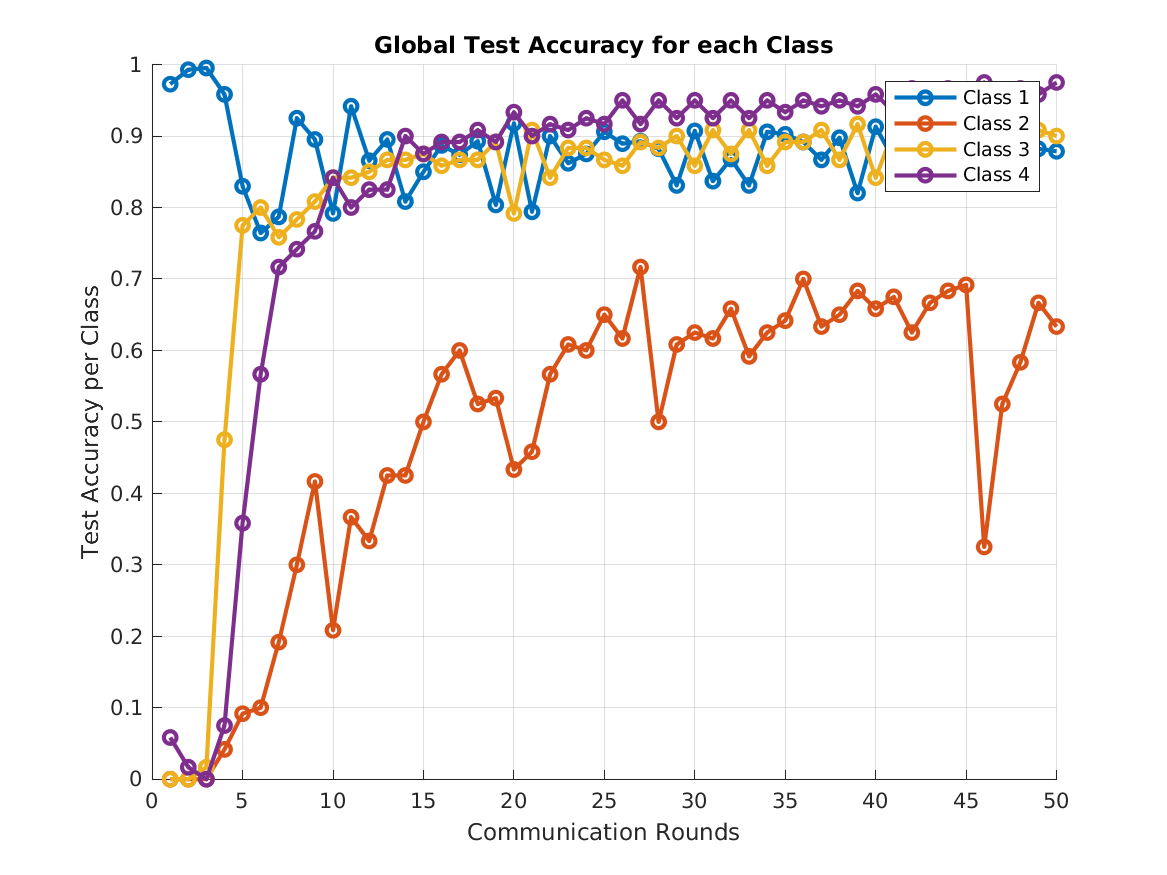 Global Test Accuracy for each Class
Test Accuracy per Class
1
0.9
0.8
0.7
0.6
0.5
0.4
0.3
0.2
0.1
0
Class 1
Class 2
Class 3
Class 4
0 5 10 15 20 25 30 35 40 45 50
Communication Rounds